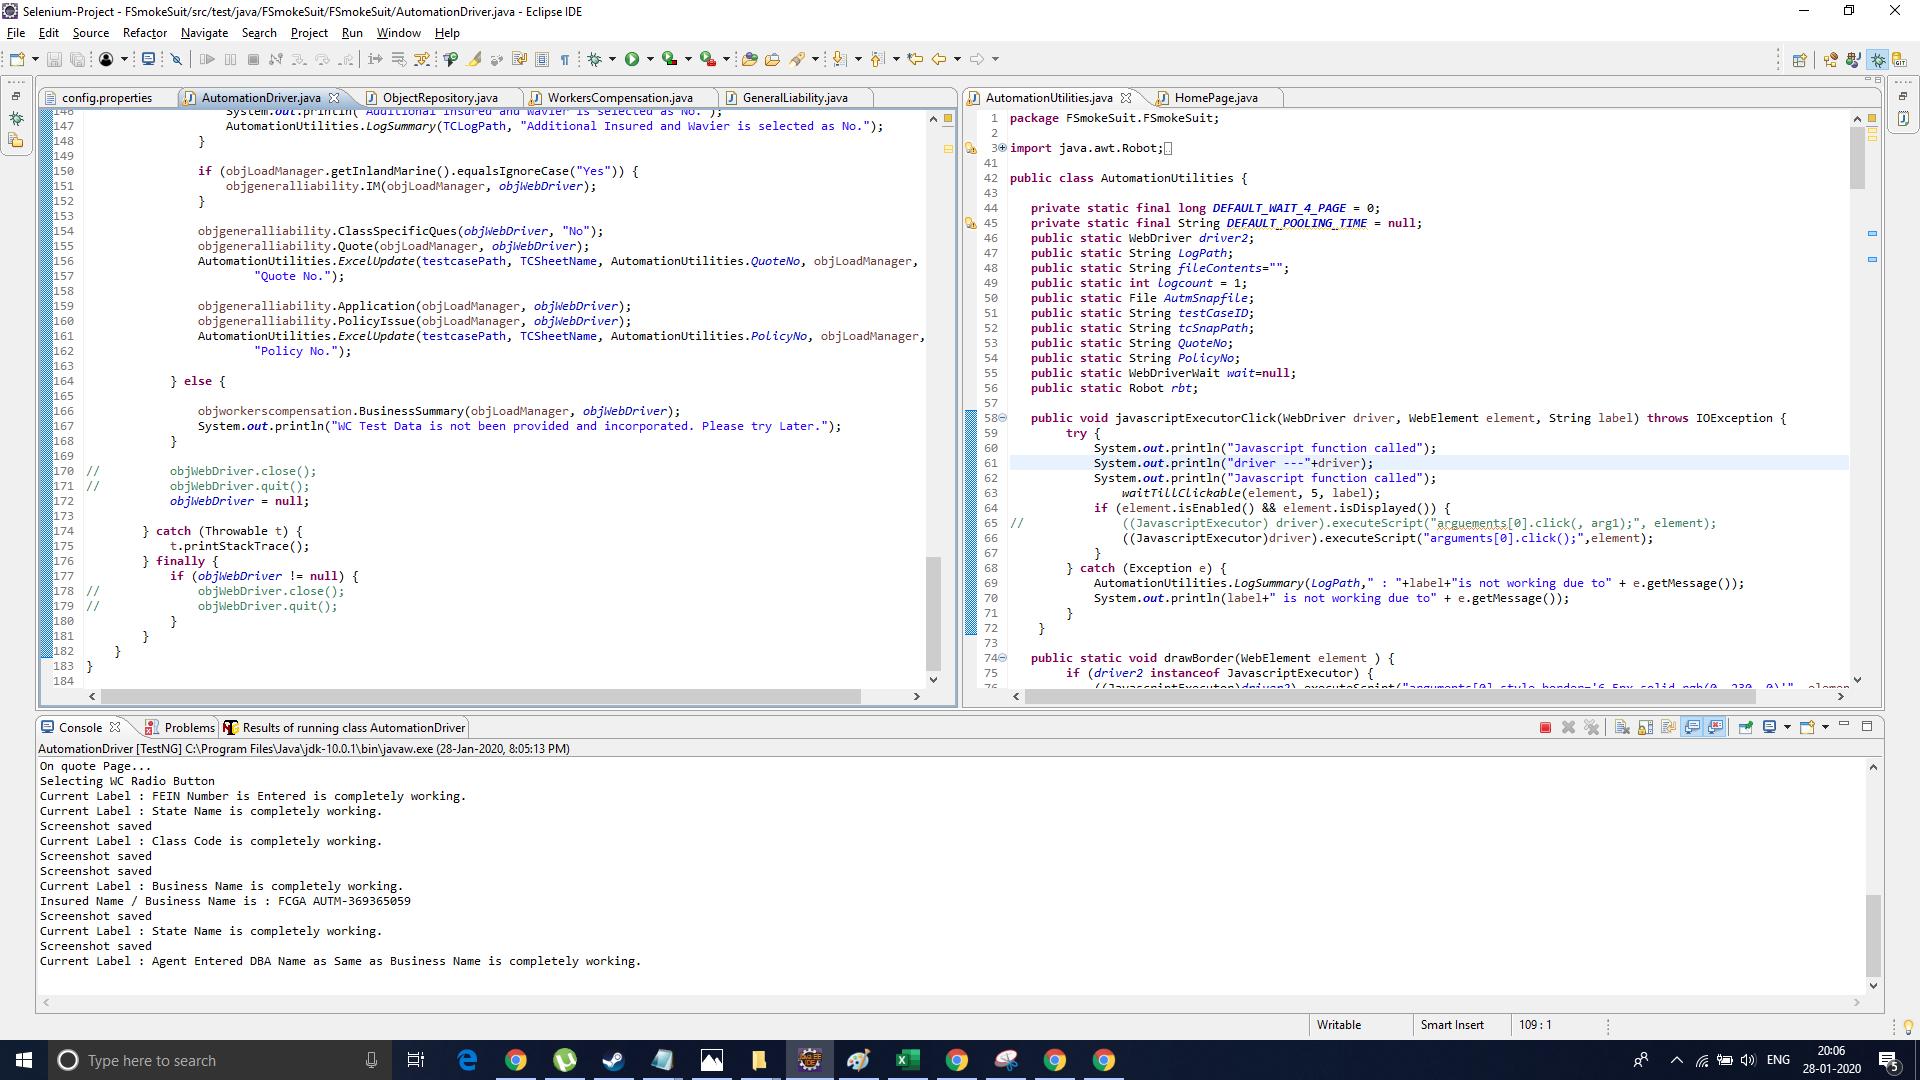 Selenium-Project - FSmokeSuit/src/test/java/FSmokeSuit/FSmokeSuit/AutomationDriver.java - Eclipse IDE
File Edit Source Refactor Navigate Search Project Run Window Help
config.properties AutomationDriver.java ObjectRepository.java WorkersCompensation.java GeneralLiability.java
146 System.out.println("Additional Insured and Wavier is selected as No.");
147 AutomationUtilities.LogSummary(TCLogPath, "Additional Insured and Wavier is selected as No.");
148 }
149
150 if (objLoadManager.getInlandMarine().equalsIgnoreCase("Yes")) {
151 objgeneralliability.IM(objLoadManager, objWebDriver);
152 }
153
154 objgeneralliability.ClassSpecificQues(objWebDriver, "No");
155 objgeneralliability.Quote(objLoadManager, objWebDriver);
156 AutomationUtilities.ExcelUpdate(testcasePath, TCSheetName, AutomationUtilities.QuoteNo, objLoadManager,
157 "Quote No.");
158
159 objgeneralliability.Application(objLoadManager, objWebDriver);
160 objgeneralliability.PolicyIssue(objLoadManager, objWebDriver);
161 AutomationUtilities.ExcelUpdate(testcasePath, TCSheetName, AutomationUtilities.PolicyNo, objLoadManager,
162 "Policy No.");
163
164 } else {
165
166 objworkerscompensation.BusinessSummary(objLoadManager, objWebDriver);
167 System.out.println("WC Test Data is not been provided and incorporated. Please try Later.");
168 }
169
170 // objWebDriver.close();
171 // objWebDriver.quit();
172 objWebDriver = null;
173
174 } catch (Throwable t) {
175 t.printStackTrace();
176 } finally {
177 if (objWebDriver != null) {
178 // objWebDriver.close();
179 // objWebDriver.quit();
180 }
181 }
182 }
183 }
184
AutomationUtilities.java HomePage.java
1 package FSmokeSuit.FSmokeSuit;
2
3 import java.awt.Robot;
41
42 public class AutomationUtilities {
43
44 private static final long DEFAULT_WAIT_4_PAGE = 0;
45 private static final String DEFAULT_POOLING_TIME = null;
46 public static WebDriver driver2;
47 public static String LogPath;
48 public static String fileContents="";
49 public static int logcount = 1;
50 public static File AutmSnapfile;
51 public static String testCaseID;
52 public static String tcSnapPath;
53 public static String QuoteNo;
54 public static String PolicyNo;
55 public static WebDriverWait wait=null;
56 public static Robot rbt;
57
58 public void javascriptExecutorClick(WebDriver driver, WebElement element, String label) throws IOException {
59 try {
60 System.out.println("Javascript function called");
61 System.out.println("driver ---"+driver);
62 System.out.println("Javascript function called");
63 waitTillClickable(element, 5, label);
64 if (element.isEnabled() && element.isDisplayed()) {
65 // ((JavascriptExecutor) driver).executeScript("arguements[0].click(, arg1);", element);
66 ((JavascriptExecutor)driver).executeScript("arguments[0].click();",element);
67 }
68 } catch (Exception e) {
69 AutomationUtilities.LogSummary(LogPath," : "+label+"is not working due to" + e.getMessage());
70 System.out.println(label+" is not working due to" + e.getMessage());
71 }
72 }
73
74 public static void drawBorder(WebElement element ) {
75 if (driver2 instanceof JavascriptExecutor) {
76 ((JavascriptExecutor)driver2).executeScript("arguments[0].style.border='6.5px solid rgb(0, 230, 0)'", elemen
Console Problems Results of running class AutomationDriver
AutomationDriver [TestNG] C:\Program Files\Java\jdk-10.0.1\bin\javaw.exe (28-Jan-2020, 8:05:13 PM)
On quote Page...
Selecting WC Radio Button
Current Label : FEIN Number is Entered is completely working.
Current Label : State Name is completely working.
Screenshot saved
Current Label : Class Code is completely working.
Screenshot saved
Screenshot saved
Current Label : Business Name is completely working.
Insured Name / Business Name is : FCGA AUTM-369365059
Screenshot saved
Current Label : State Name is completely working.
Screenshot saved
Current Label : Agent Entered DBA Name as Same as Business Name is completely working.
Writable Smart Insert 109 : 1
Type here to search
ENG
20:06
28-01-2020
5